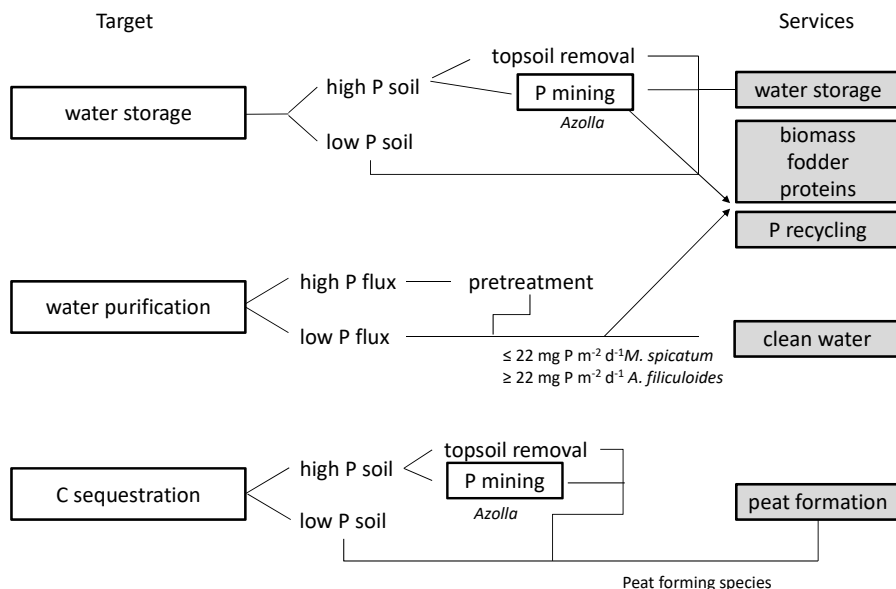 Target
Services
water storage
high P soil
low P soil
topsoil removal
P mining
Azolla
water storage
biomass
fodder
proteins
P recycling
water purification
high P flux
low P flux
pretreatment
≤ 22 mg P m⁻² d⁻¹M. spicatum
≥ 22 mg P m⁻² d⁻¹ A. filiculoides
clean water
C sequestration
high P soil
low P soil
topsoil removal
P mining
Azolla
peat formation
Peat forming species